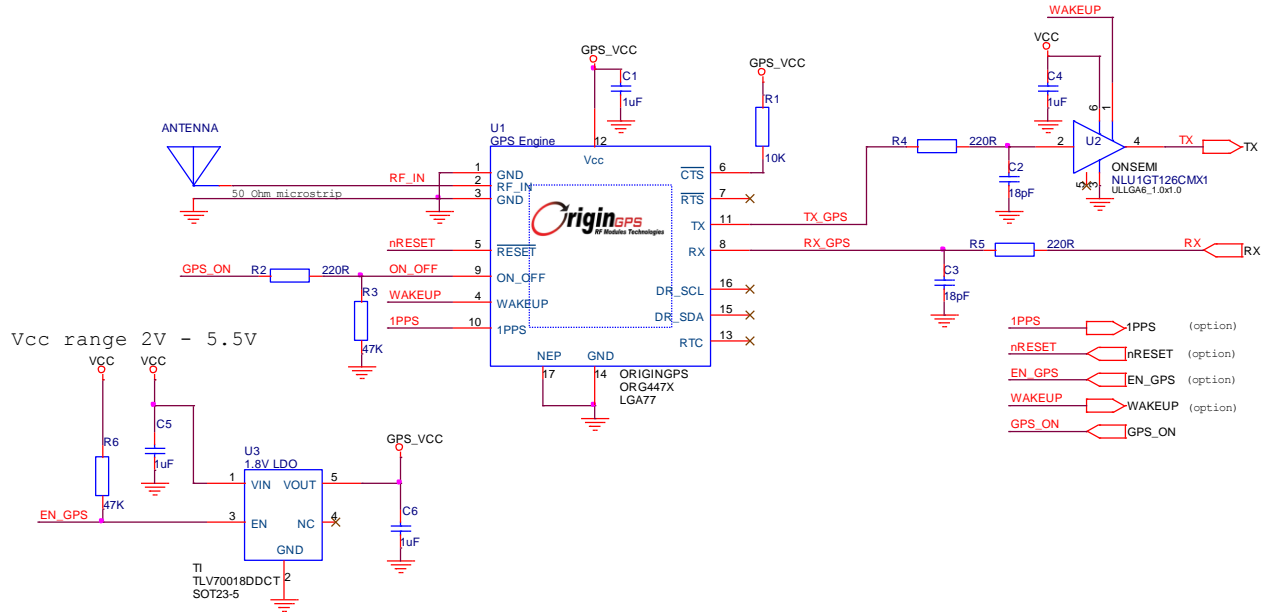 WAKEUP
GPS_VCC
VCC
C1
GPS_VCC
C4
1uF
R1
1uF
6
1
U1
GPS Engine
ANTENNA
12
R4
220R
U2
TX
Vcc
2
4
TX
10K
ONSEMI
1
GND
CTS
6
C2
NLU1GT126CMX1
RF_IN
2
RF_IN
5
3
ULLGA6_1.0x1.0
50 Ohm microstrip
3
GND
RTS
7
18pF
OriginGPS
RF Modules Technologies
TX
11
TX_GPS
nRESET
5
RESET
RX
8
RX_GPS
R5
220R
RX
RX
GPS_ON
R2
220R
ON_OFF
9
ON_OFF
C3
R3
DR_SCL
16
18pF
WAKEUP
4
WAKEUP
DR_SDA
15
1PPS
10
1PPS
1PPS
1PPS
(option)
Vcc range 2V - 5.5V
47K
RTC
13
nRESET
nRESET
(option)
VCC
VCC
NEP
GND
EN_GPS
EN_GPS
(option)
17
14
ORIGINGPS
ORG447X
LGA77
WAKEUP
WAKEUP
(option)
C5
GPS_ON
GPS_ON
R6
U3
GPS_VCC
1uF
1.8V LDO
1
VIN
VOUT
5
47K
EN_GPS
3
EN
NC
4
C6
1uF
GND
TI
2
TLV70018DDCT
SOT23-5